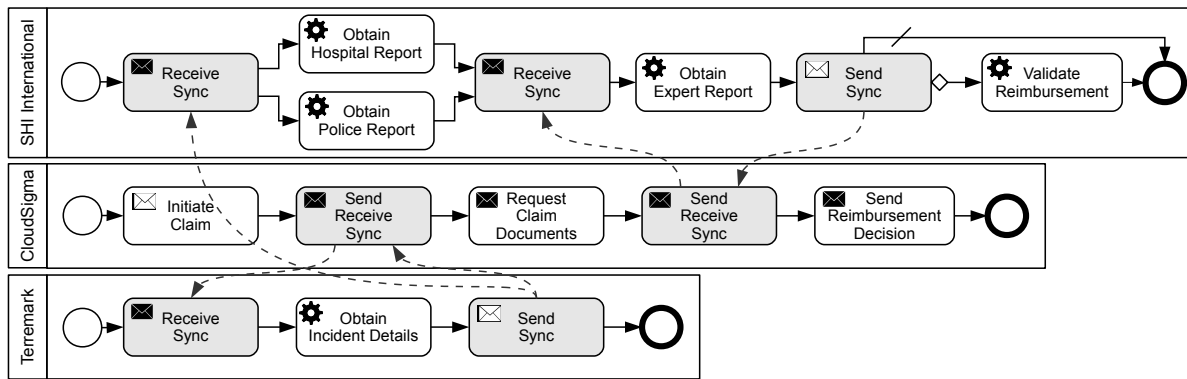 SHI International
Receive
Sync
Obtain
Hospital Report
Obtain
Police Report
Receive
Sync
Obtain
Expert Report
Send
Sync
Validate
Reimbursement
CloudSigma
Initiate
Claim
Send
Receive
Sync
Request
Claim
Documents
Send
Receive
Sync
Send
Reimbursement
Decision
Terremark
Receive
Sync
Obtain
Incident Details
Send
Sync